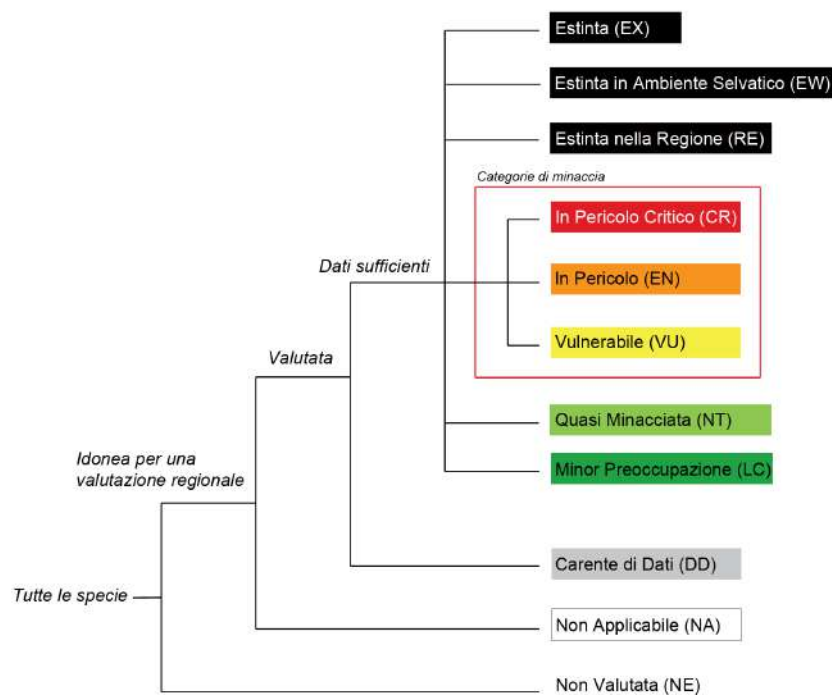 Estinta (EX)
Estinta in Ambiente Selvatico (EW)
Estinta nella Regione (RE)
Categorie di minaccia
In Pericolo Critico (CR)
Dati sufficienti
In Pericolo (EN)
Vulnerabile (VU)
Valutata
Quasi Minacciata (NT)
Idonea per una
valutazione regionale
Minor Preoccupazione (LC)
Carente di Dati (DD)
Tutte le specie
Non Applicabile (NA)
Non Valutata (NE)